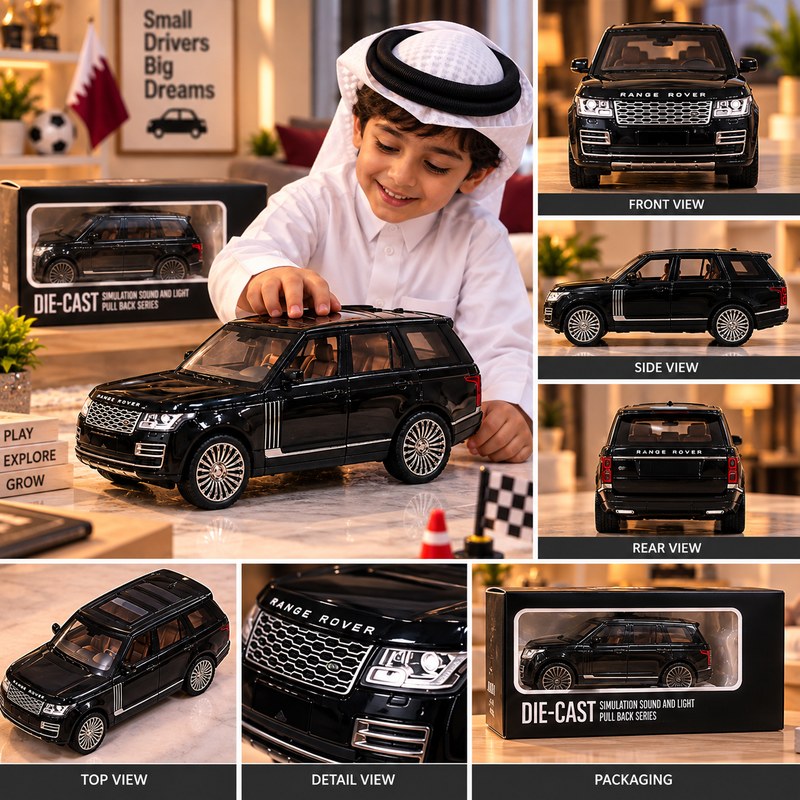 Small
Drivers
Big
Dreams
DIE-CAST
SIMULATION SOUND AND LIGHT
PULL BACK SERIES
RANGE ROVER
PLAY
EXPLORE
GROW
RANGE ROVER
FRONT VIEW
SIDE VIEW
RANGE ROVER
REAR VIEW
RANGE ROVER
TOP VIEW
RANGE ROVER
DETAIL VIEW
DIE-CAST
SIMULATION SOUND AND LIGHT
PULL BACK SERIES
PACKAGING